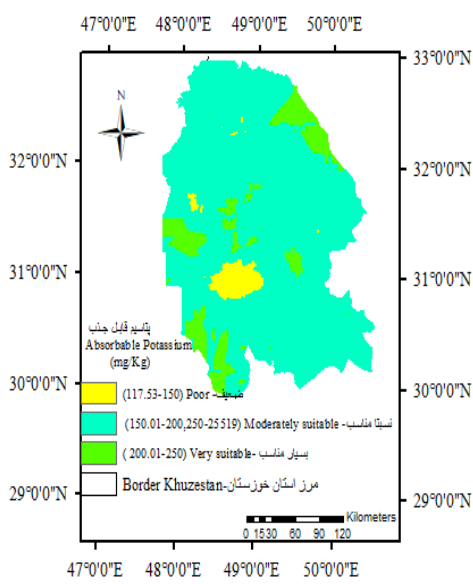 47°0'0"E 48°0'0"E 49°0'0"E 50°0'0"E
33°0'0"N
N
32°0'0"N 32°0'0"N
31°0'0"N 31°0'0"N
پتاسیم قابل جذب
Absorbable Potassium
(mg/Kg)
30°0'0"N 30°0'0"N
(117.53-150) Poor -ضعیف
(150.01-200,250-25519) Moderately suitable -نسبتا مناسب
( 200.01-250) Very suitable -بسیار مناسب
Border Khuzestan-مرز استان خوزستان
29°0'0"N 29°0'0"N
Kilometers
0 15 30 60 90 120
47°0'0"E 48°0'0"E 49°0'0"E 50°0'0"E